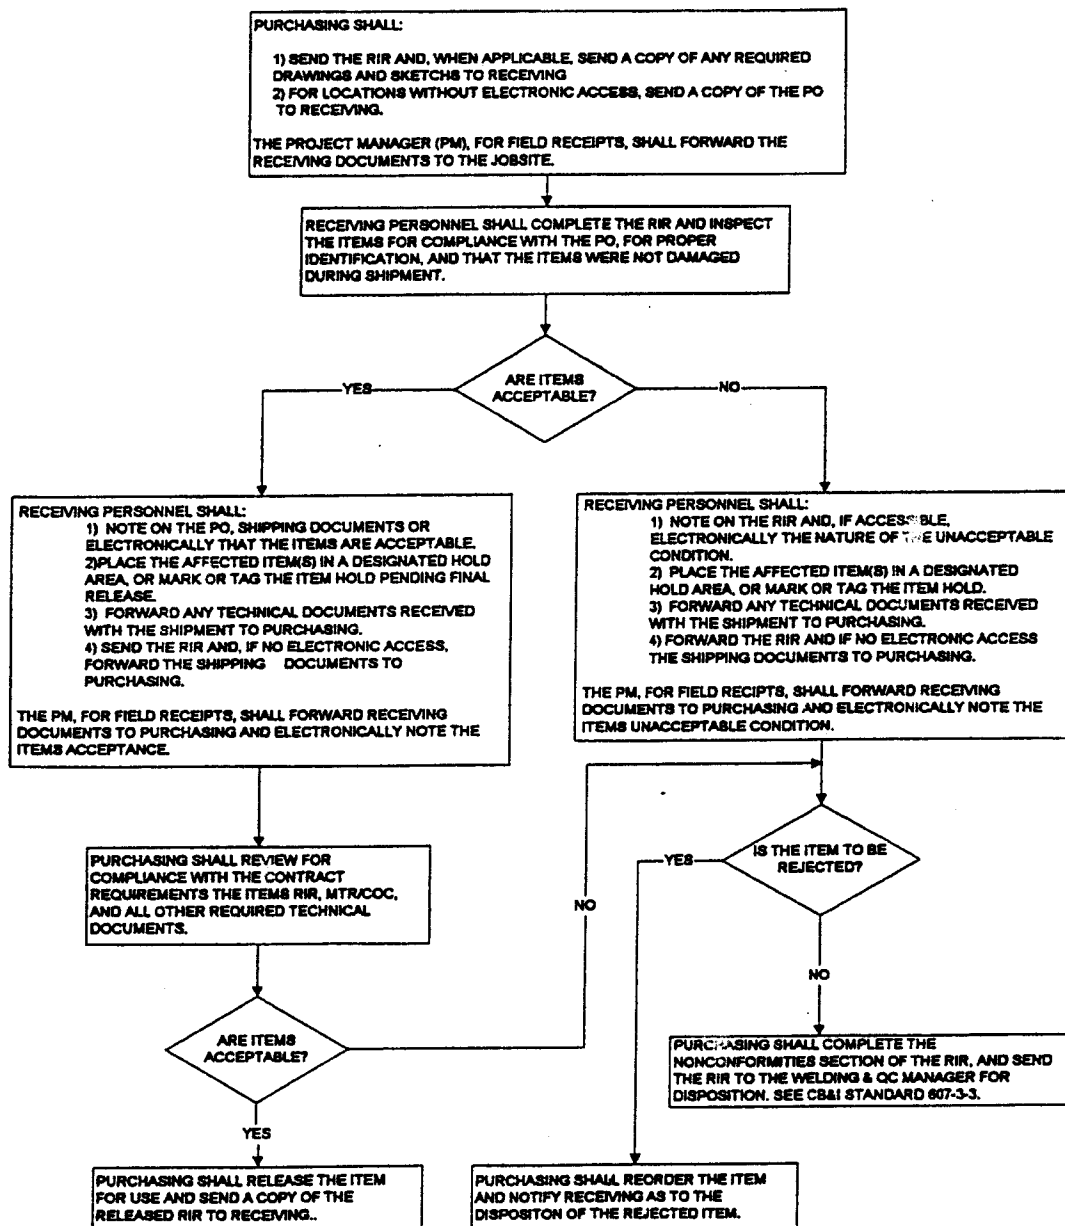 PURCHASING SHALL:
1) SEND THE RIR AND, WHEN APPLICABLE, SEND A COPY OF ANY REQUIRED
DRAWINGS AND SKETCHS TO RECEIVING
2) FOR LOCATIONS WITHOUT ELECTRONIC ACCESS, SEND A COPY OF THE PO
TO RECEIVING.
THE PROJECT MANAGER (PM), FOR FIELD RECEIPTS, SHALL FORWARD THE
RECEIVING DOCUMENTS TO THE JOBSITE.
RECEIVING PERSONNEL SHALL COMPLETE THE RIR AND INSPECT
THE ITEMS FOR COMPLIANCE WITH THE PO, FOR PROPER
IDENTIFICATION, AND THAT THE ITEMS WERE NOT DAMAGED
DURING SHIPMENT.
ARE ITEMS
ACCEPTABLE?
YES
NO
RECEIVING PERSONNEL SHALL:
1) NOTE ON THE PO, SHIPPING DOCUMENTS OR
ELECTRONICALLY THAT THE ITEMS ARE ACCEPTABLE.
2)PLACE THE AFFECTED ITEM(S) IN A DESIGNATED HOLD
AREA, OR MARK OR TAG THE ITEM HOLD PENDING FINAL
RELEASE.
3) FORWARD ANY TECHNICAL DOCUMENTS RECEIVED
WITH THE SHIPMENT TO PURCHASING.
4) SEND THE RIR AND, IF NO ELECTRONIC ACCESS,
FORWARD THE SHIPPING DOCUMENTS TO
PURCHASING.
THE PM, FOR FIELD RECEIPTS, SHALL FORWARD RECEIVING
DOCUMENTS TO PURCHASING AND ELECTRONICALLY NOTE THE
ITEMS ACCEPTANCE.
RECEIVING PERSONNEL SHALL:
1) NOTE ON THE RIR AND, IF ACCESSIBLE,
ELECTRONICALLY THE NATURE OF THE UNACCEPTABLE
CONDITION.
2) PLACE THE AFFECTED ITEM(S) IN A DESIGNATED
HOLD AREA, OR MARK OR TAG THE ITEM HOLD.
3) FORWARD ANY TECHNICAL DOCUMENTS RECEIVED
WITH THE SHIPMENT TO PURCHASING.
4) FORWARD THE RIR AND IF NO ELECTRONIC ACCESS
THE SHIPPING DOCUMENTS TO PURCHASING.
THE PM, FOR FIELD RECIPTS, SHALL FORWARD RECEIVING
DOCUMENTS TO PURCHASING AND ELECTRONICALLY NOTE THE
ITEMS UNACCEPTABLE CONDITION.
PURCHASING SHALL REVIEW FOR
COMPLIANCE WITH THE CONTRACT
REQUIREMENTS THE ITEMS RIR, MTR/COC,
AND ALL OTHER REQUIRED TECHNICAL
DOCUMENTS.
IS THE ITEM TO BE
REJECTED?
YES
NO
NO
ARE ITEMS
ACCEPTABLE?
YES
PURCHASING SHALL COMPLETE THE
NONCONFORMITIES SECTION OF THE RIR, AND SEND
THE RIR TO THE WELDING & QC MANAGER FOR
DISPOSITION. SEE CB&I STANDARD 607-3-3.
PURCHASING SHALL RELEASE THE ITEM
FOR USE AND SEND A COPY OF THE
RELEASED RIR TO RECEIVING..
PURCHASING SHALL REORDER THE ITEM
AND NOTIFY RECEIVING AS TO THE
DISPOSITON OF THE REJECTED ITEM.